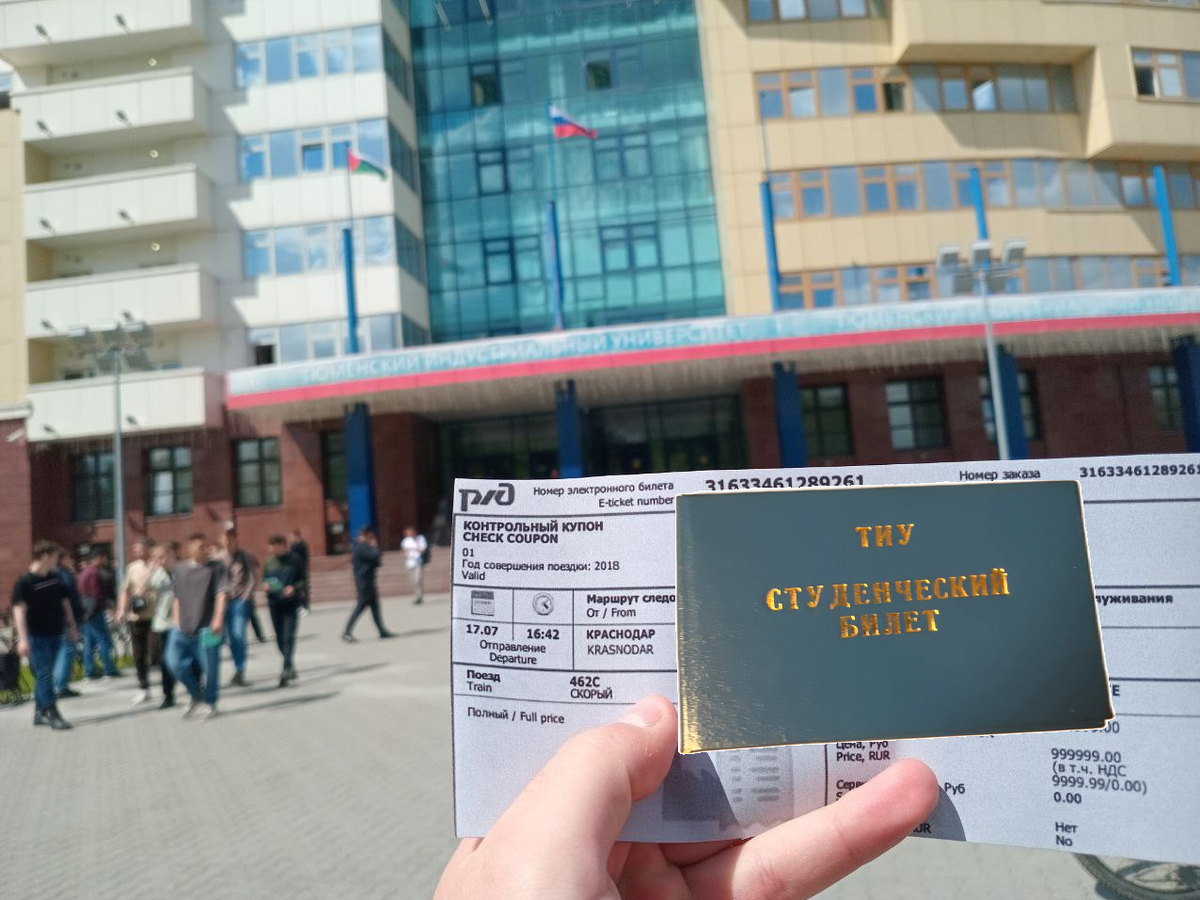 ТЮМЕНСКИЙ ИНДУСТРИАЛЬНЫЙ УНИВЕРСИТЕТ ТЮМЕНСКИЙ
РЖД
Номер электронного билета
E-ticket number
31633461289261
Номер заказа
31633461289261
КОНТРОЛЬНЫЙ КУПОН
CHECK COUPON
01
Год совершения поездки: 2018
Valid
17.07
16:42
Отправление
Departure
Маршрут
От / From
КРАСНОДАР
KRASNODAR
Поезд
Train
462С
СКОРЫЙ
Полный / Full price
ТИУ
СТУДЕНЧЕСКИЙ
БИЛЕТ
Цена, Руб
Price, RUR
Руб
999999.00
(в т.ч. НДС
9999.99/0.00)
0.00
Нет
No